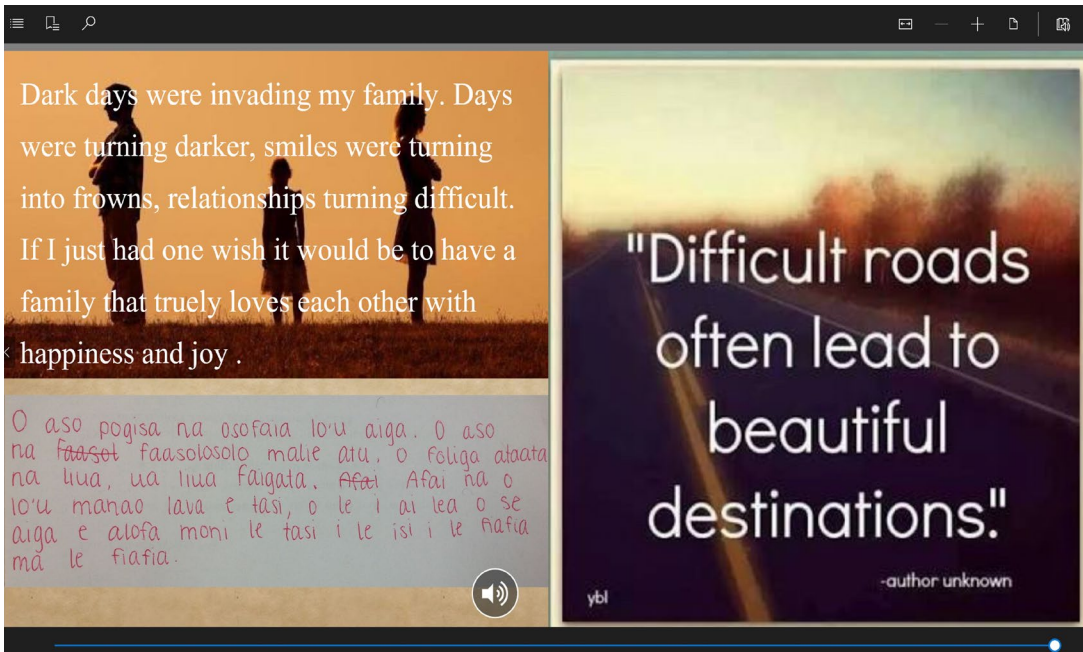 Dark days were invading my family. Days
were turning darker, smiles were turning
into frowns, relationships turning difficult.
If I just had one wish it would be to have a
family that truely loves each other with
happiness and joy .
O aso pogisa na osofaia lo'u aiga. O aso
na faasol faasolosolo malie atu, o foliga ataata
na liua, ua liua faigata. Afai Afai na o
lo'u manao lava e tasi, o le i ai lea o se
aiga e alofa moni le tasi i le isi i le fiafia
ma le fiafia.
"Difficult roads
often lead to
beautiful
destinations."
-author unknown
ybl